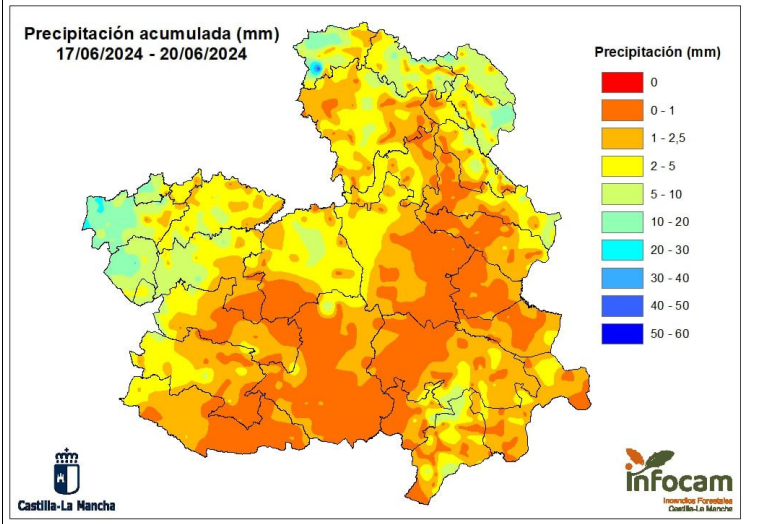 Precipitación acumulada (mm)
17/06/2024 - 20/06/2024
Precipitación (mm)
0
0 - 1
1 - 2,5
2 - 5
5 - 10
10 - 20
20 - 30
30 - 40
40 - 50
50 - 60
Castilla-La Mancha
infocam
Incendios Forestales
Castilla-La Mancha